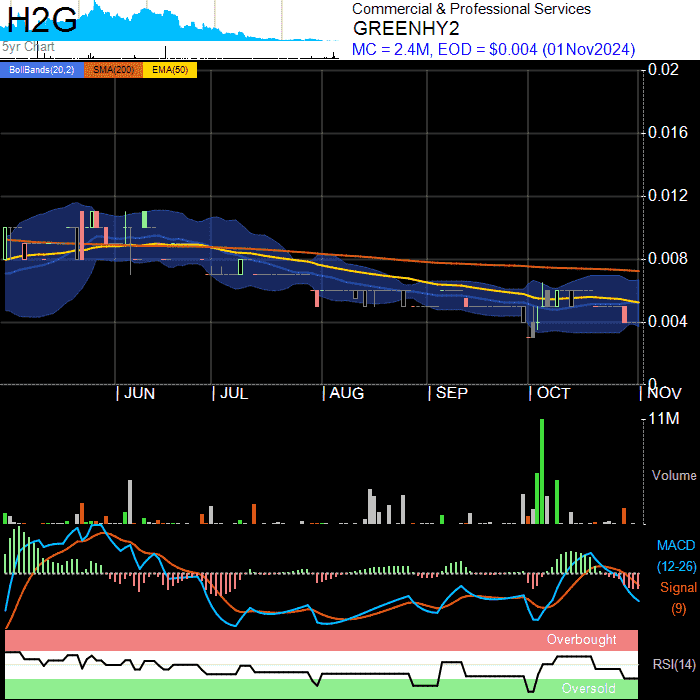 H2G
5yr Chart
Commercial & Professional Services
GREENHY2
MC = 2.4M, EOD = $0.004 (01Nov2024)
BollBands(20,2) SMA(200) EMA(50)
0.02
0.016
0.012
0.008
0.004
0
JUN JUL AUG SEP OCT NOV
11M
Volume
MACD
(12-26)
Signal
(9)
Overbought
RSI(14)
Oversold